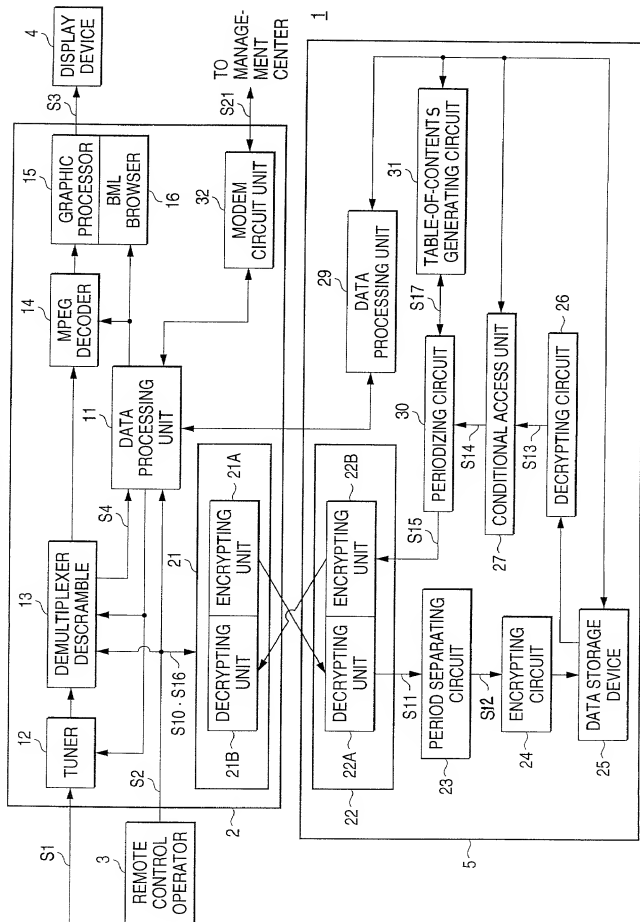 1
4
DISPLAY
DEVICE
S3
TO
MANAGE-
MENT
CENTER
S21
15
GRAPHIC
PROCESSOR
BML
BROWSER
16
32
MODEM
CIRCUIT UNIT
14
MPEG
DECODER
11
DATA
PROCESSING
UNIT
S4
13
DEMULTIPLEXER
DESCRAMBLE
12
TUNER
S1
S2
3
REMOTE
CONTROL
OPERATOR
2
S10 · S16
21
21A
ENCRYPTING UNIT
DECRYPTING UNIT
21B
22B
ENCRYPTING
UNIT
DECRYPTING
UNIT
22A
22
S11
PERIOD SEPARATING
CIRCUIT
23
S12
ENCRYPTING
CIRCUIT
24
DATA STORAGE
DEVICE
25
26
DECRYPTING CIRCUIT
S13
CONDITIONAL ACCESS UNIT
27
S14
30
PERIODIZING CIRCUIT
S15
S17
29
DATA
PROCESSING UNIT
31
TABLE-OF-CONTENTS
GENERATING CIRCUIT
5